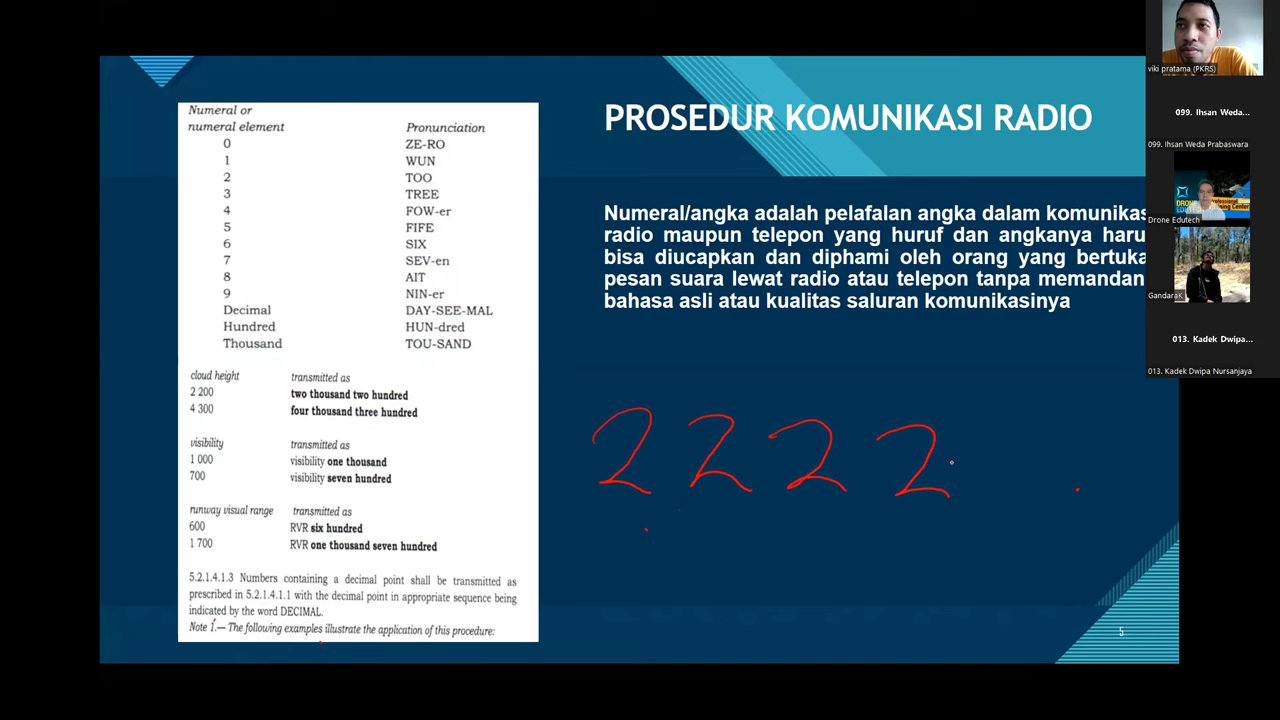 Numeral or
numeral element Pronunciation
0 ZE-RO
1 WUN
2 TOO
3 TREE
4 FOW-er
5 FIFE
6 SIX
7 SEV-en
8 AIT
9 NIN-er
Decimal DAY-SEE-MAL
Hundred HUN-dred
Thousand TOU-SAND
cloud height transmitted as
2 200 two thousand two hundred
4 300 four thousand three hundred
visibility transmitted as
1 000 visibility one thousand
700 visibility seven hundred
runway visual range transmitted as
600 RVR six hundred
1 700 RVR one thousand seven hundred
5.2.1.4.1.3 Numbers containing a decimal point shall be transmitted as
prescribed in 5.2.1.4.1.1 with the decimal point in appropriate sequence being
indicated by the word DECIMAL.
Note 1.— The following examples illustrate the application of this procedure:
PROSEDUR KOMUNIKASI RADIO
Numeral/angka adalah pelafalan angka dalam komunikas
radio maupun telepon yang huruf dan angkanya haru
bisa diucapkan dan diphami oleh orang yang bertuka
pesan suara lewat radio atau telepon tanpa memandan
bahasa asli atau kualitas saluran komunikasinya
2 2 2 2
5
viki pratama (PKRS)
099. Ihsan Weda...
099. Ihsan Weda Prabaswara
DRONE EDUTECH
Drone Edutech
GandaraK
013. Kadek Dwipa...
013. Kadek Dwipa Nursanjaya